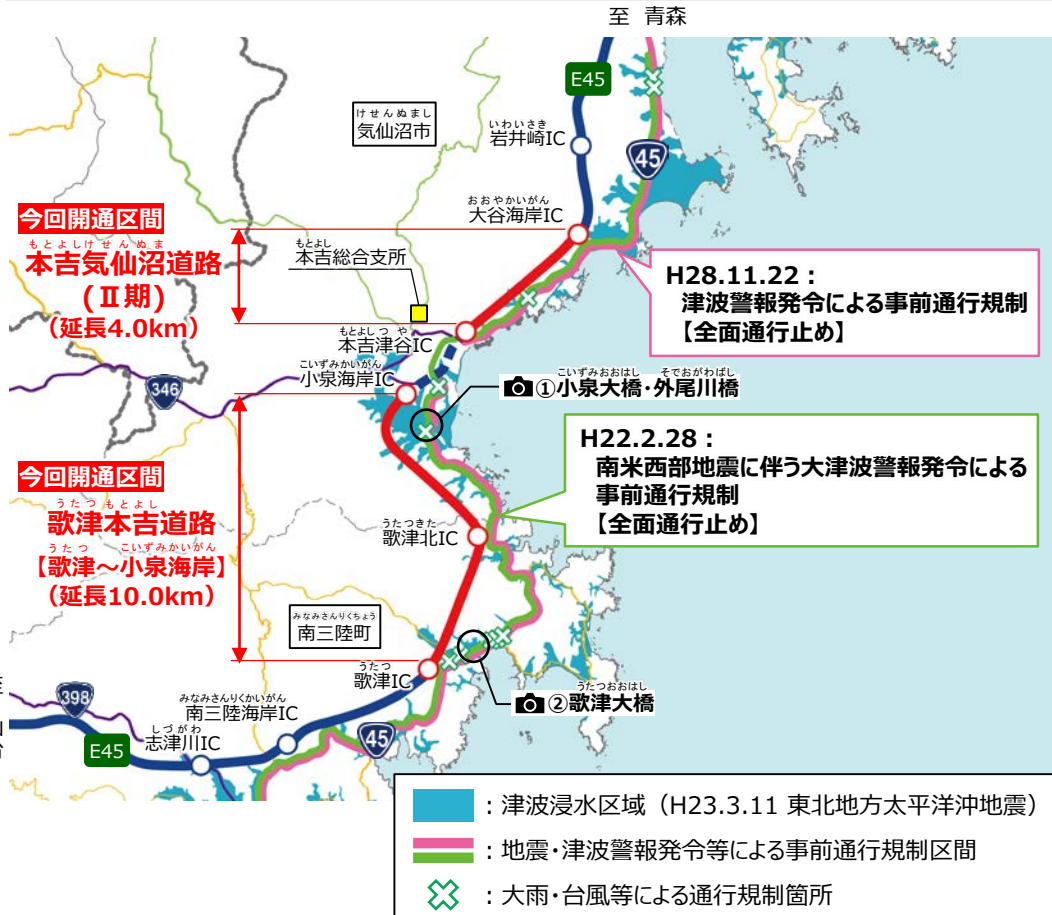 至 青森
E45
けせんぬまし
気仙沼市
いわいさき
岩井崎IC
45
おおやかいがん
大谷海岸IC
今回開通区間
もとよしけせんぬま
本吉気仙沼道路
(Ⅱ期)
(延長4.0km)
もとよし
本吉総合支所
H28.11.22:
津波警報発令による事前通行規制
【全面通行止め】
もとよしつや
本吉津谷IC
こいずみかいがん
小泉海岸IC
346
こいずみおおはし そでおがわばし
①小泉大橋・外尾川橋
H22.2.28:
南米西部地震に伴う大津波警報発令による
事前通行規制
【全面通行止め】
今回開通区間
うたつもとよし
歌津本吉道路
うたつ こいずみかいがん
【歌津～小泉海岸】
(延長10.0km)
うたつきた
歌津北IC
みなみさんりくちょう
南三陸町
うたつ
歌津IC
うたつおおはし
②歌津大橋
398
みなみさんりくかいがん
南三陸海岸IC
しづがわ
志津川IC
45
E45
:津波浸水区域(H23.3.11 東北地方太平洋沖地震)
:地震・津波警報発令等による事前通行規制区間
:大雨・台風等による通行規制箇所